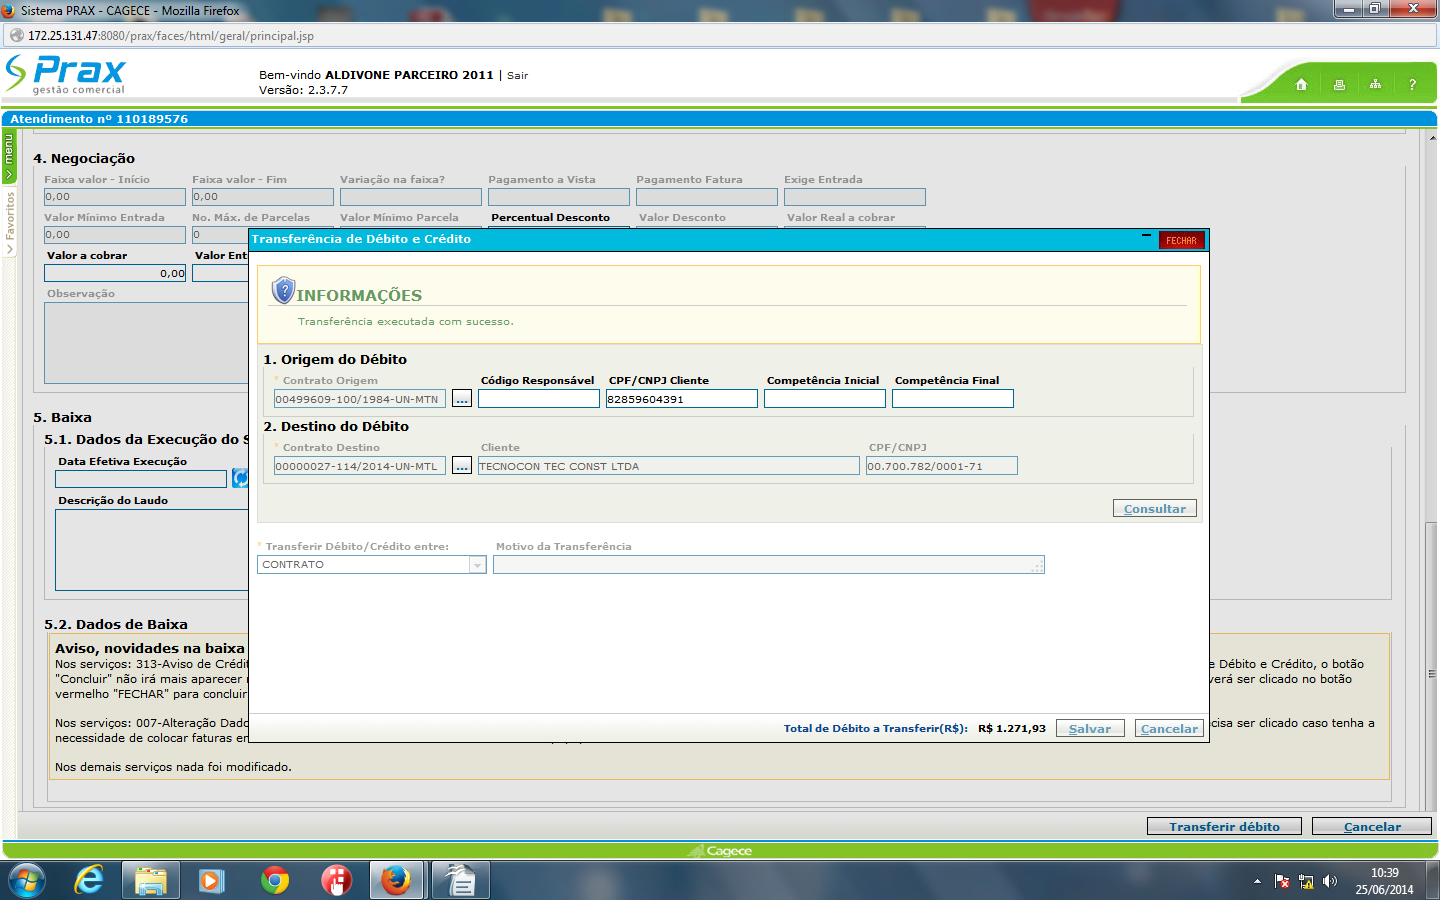 Sistema PRAX - CAGECE - Mozilla Firefox
172.25.131.47:8080/prax/faces/html/geral/principal.jsp
Prax
gestão comercial
Bem-vindo ALDIVONE PARCEIRO 2011 | Sair
Versão: 2.3.7.7
?
Atendimento nº 110189576
menu
Favoritos
4. Negociação
Faixa valor - Início Faixa valor - Fim Variação na faixa? Pagamento a Vista Pagamento Fatura Exige Entrada
0,00 0,00
Valor Mínimo Entrada No. Máx. de Parcelas Valor Mínimo Parcela Percentual Desconto Valor Desconto Valor Real a cobrar
0,00 0
Valor a cobrar Valor Ent
0,00
Observação
Transferência de Débito e Crédito
FECHAR
INFORMAÇÕES
Transferência executada com sucesso.
1. Origem do Débito
* Contrato Origem Código Responsável CPF/CNPJ Cliente Competência Inicial Competência Final
00499609-100/1984-UN-MTN ... 82859604391
2. Destino do Débito
* Contrato Destino Cliente CPF/CNPJ
00000027-114/2014-UN-MTL ... TECNOCON TEC CONST LTDA 00.700.782/0001-71
Consultar
* Transferir Débito/Crédito entre: Motivo da Transferência
CONTRATO
Total de Débito a Transferir(R$): R$ 1.271,93 Salvar Cancelar
5. Baixa
5.1. Dados da Execução do S
Data Efetiva Execução
Descrição do Laudo
5.2. Dados de Baixa
Aviso, novidades na baixa
Nos serviços: 313-Aviso de Crédit e Débito e Crédito, o botão
"Concluir" não irá mais aparecer verá ser clicado no botão
vermelho "FECHAR" para concluir
Nos serviços: 007-Alteração Dado cisa ser clicado caso tenha a
necessidade de colocar faturas en
Nos demais serviços nada foi modificado.
Transferir débito Cancelar
Cagece
10:39
25/06/2014